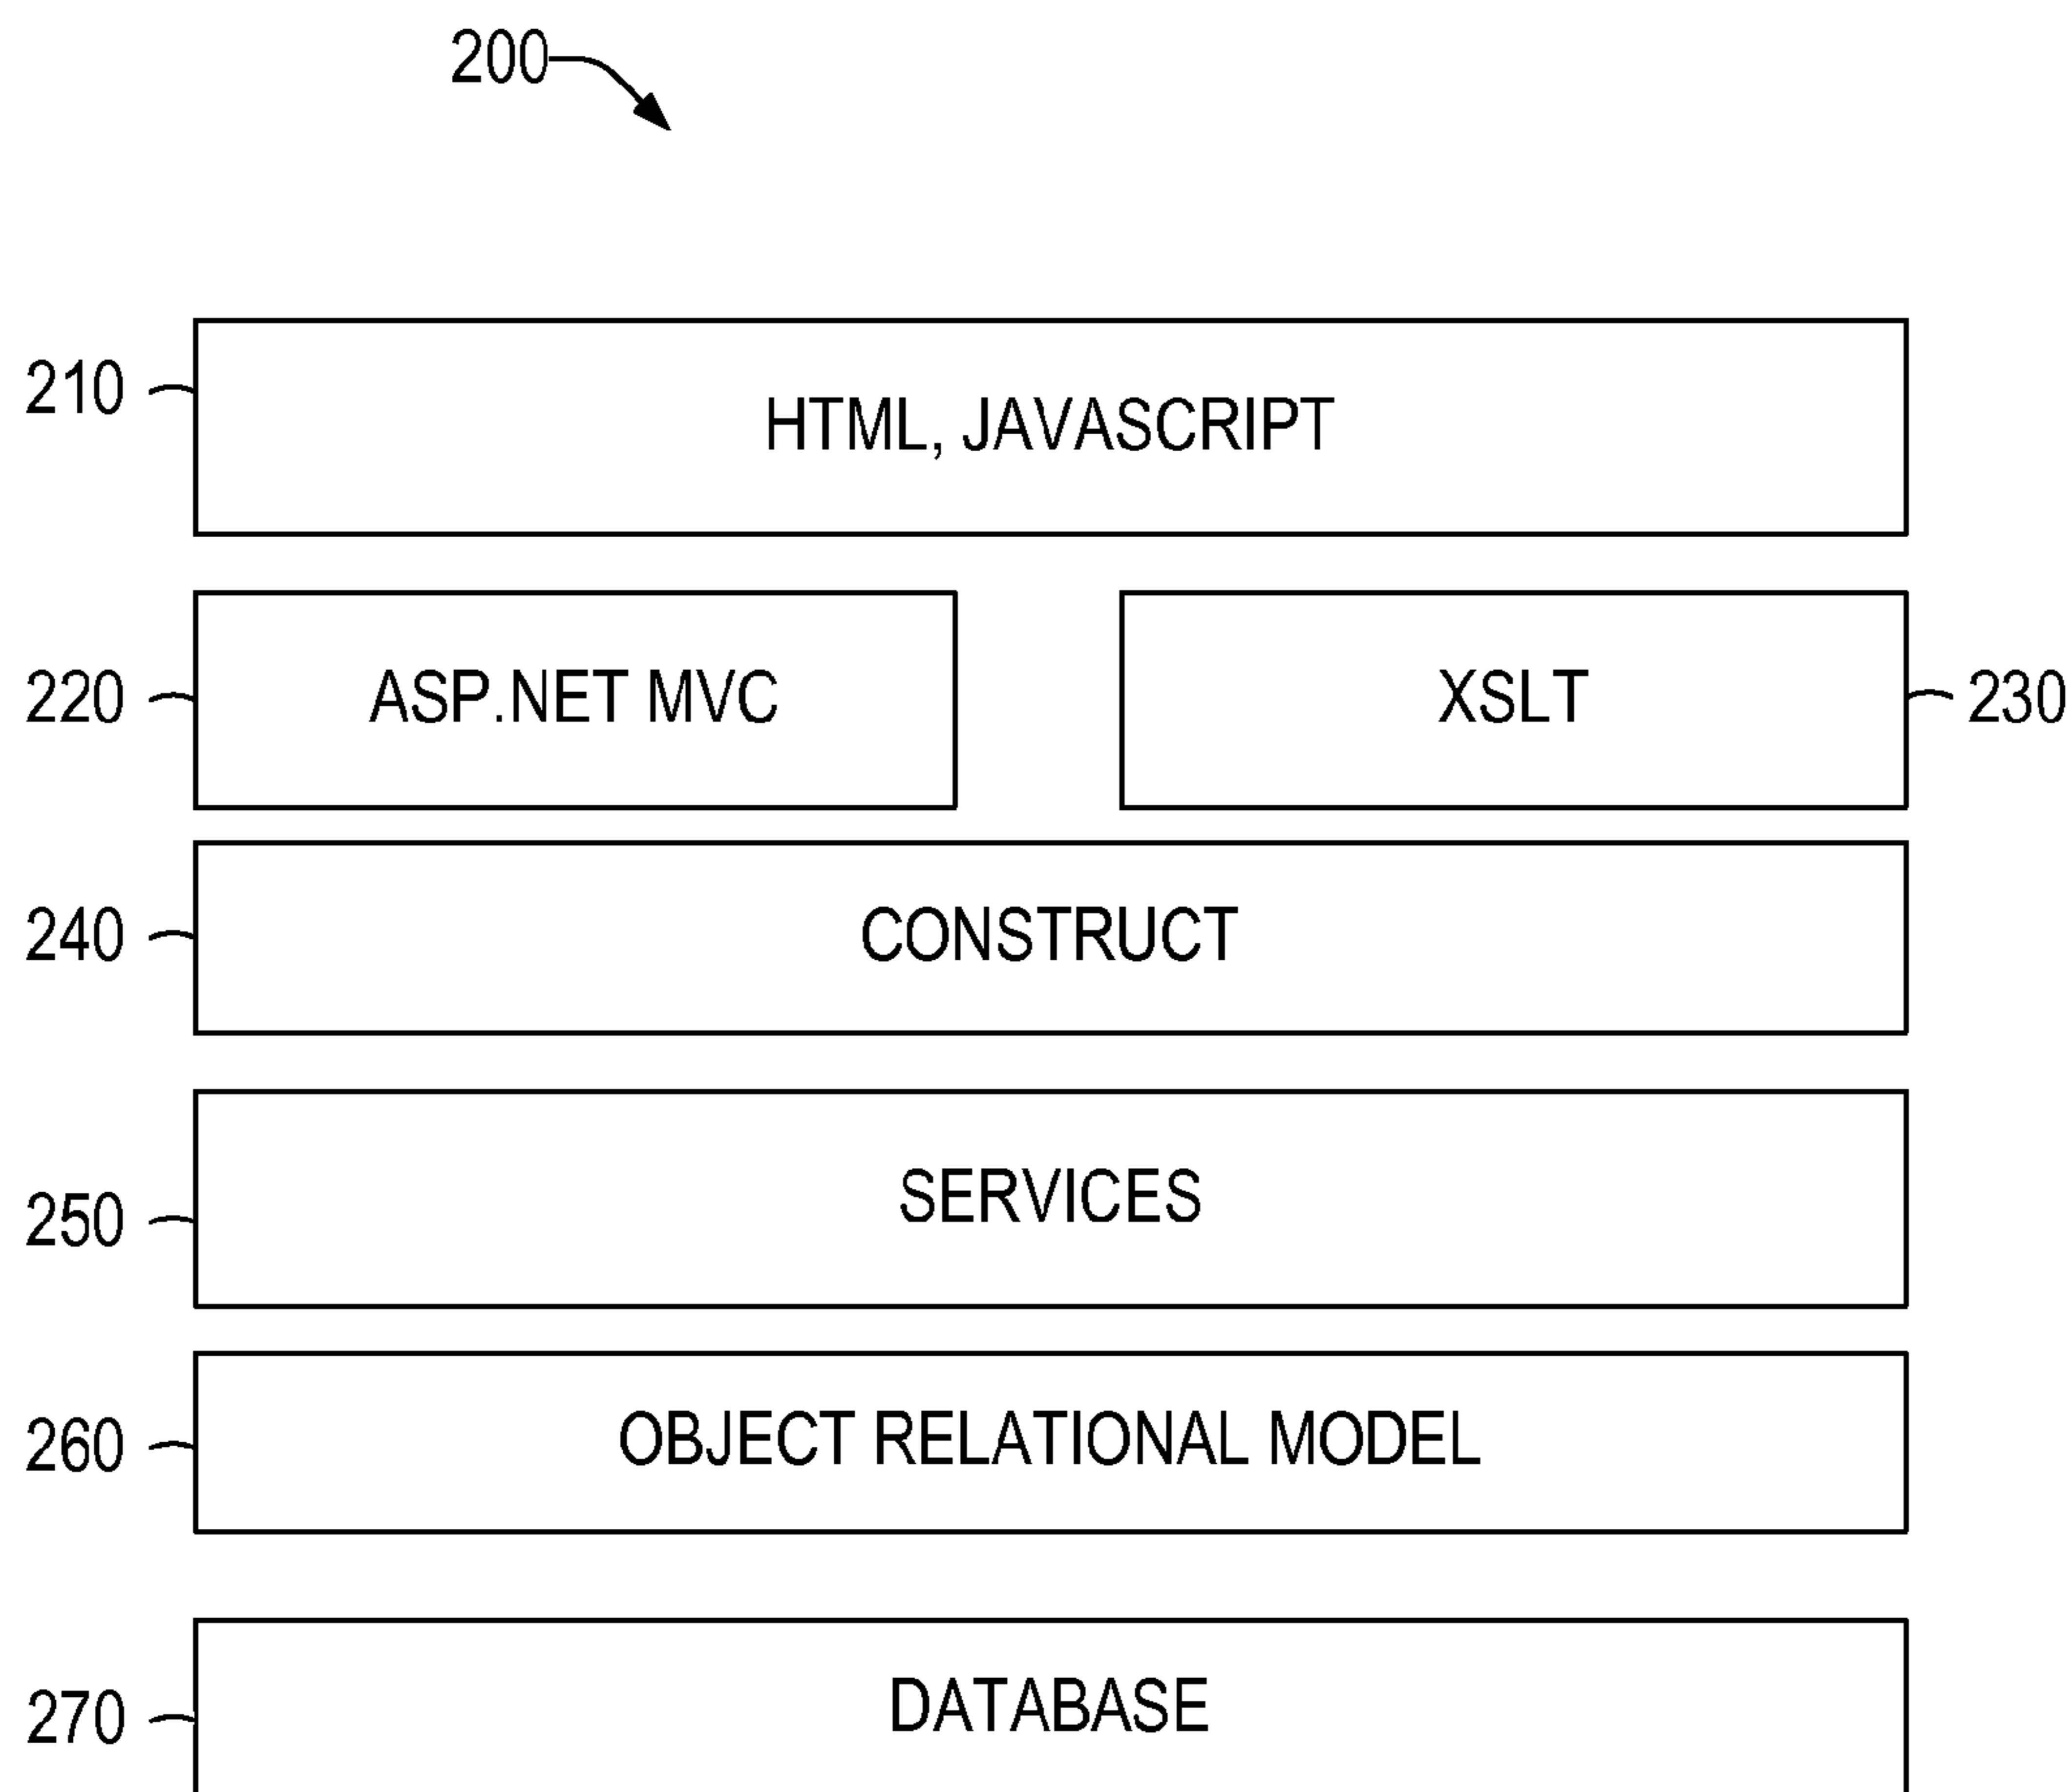 200
210
HTML, JAVASCRIPT
220
ASP.NET MVC
XSLT
230
240
CONSTRUCT
250
SERVICES
260
OBJECT RELATIONAL MODEL
270
DATABASE